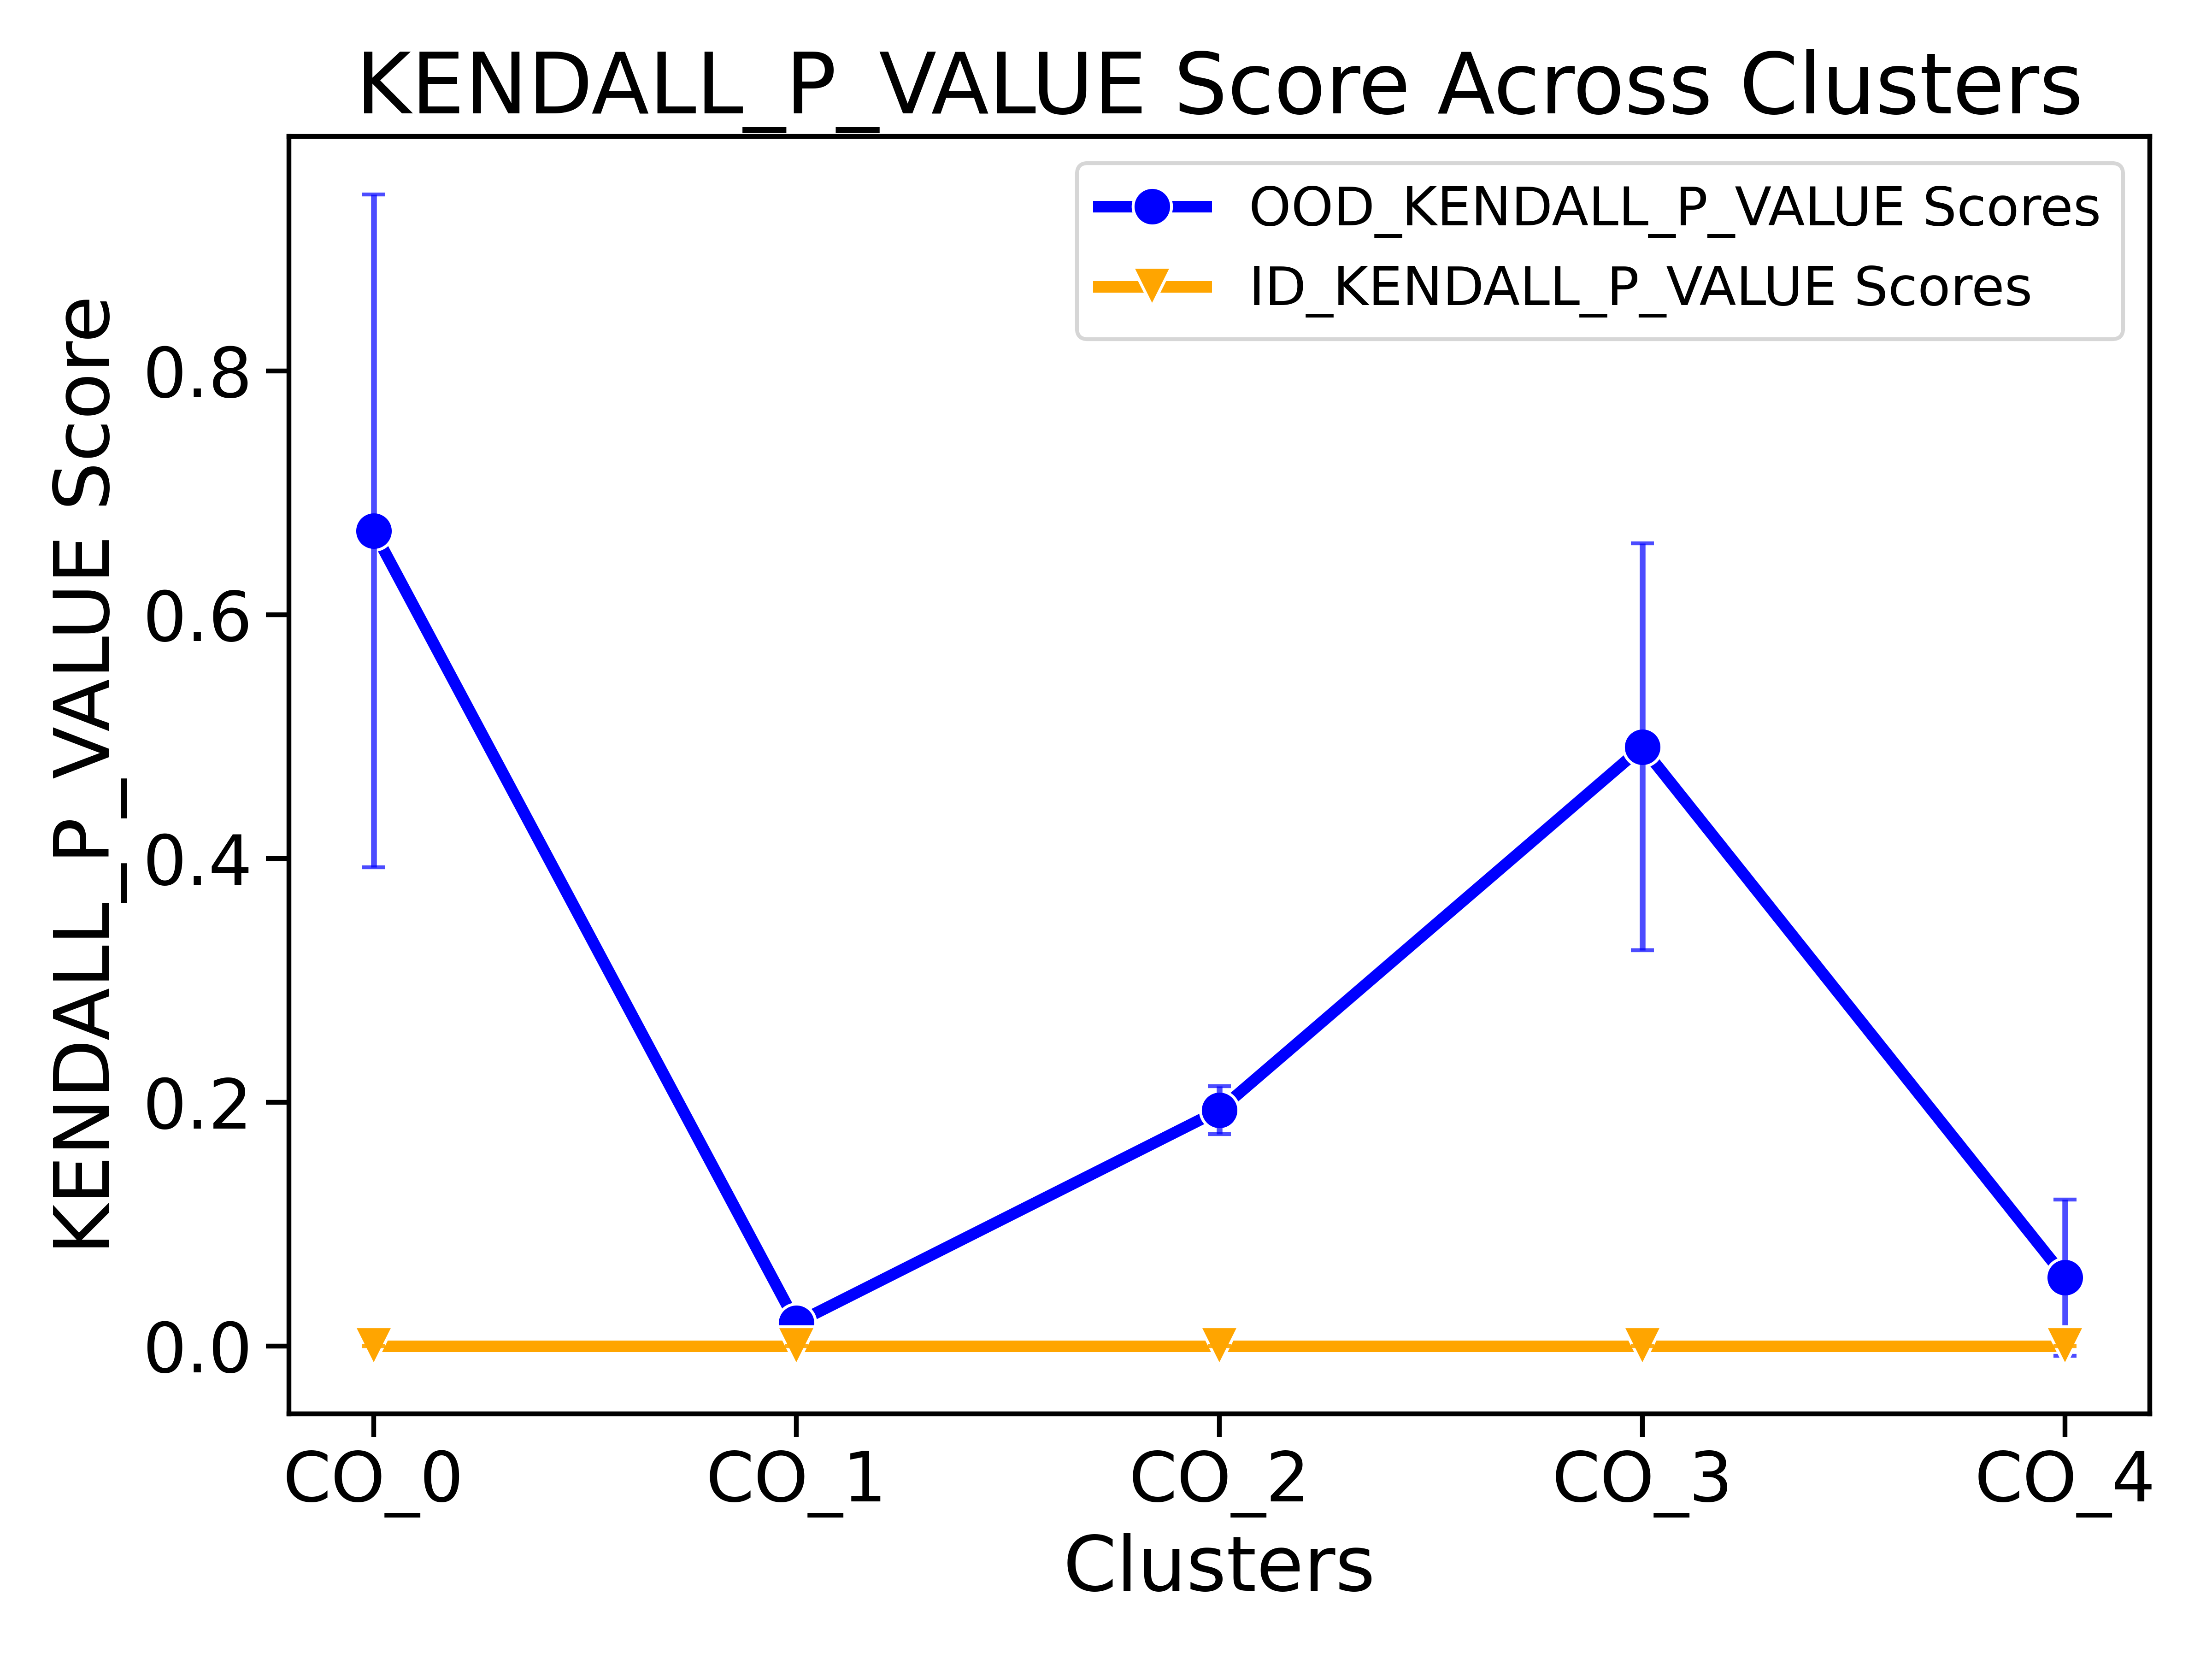 KENDALL_P_VALUE Score Across Clusters
OOD_KENDALL_P_VALUE Scores
ID_KENDALL_P_VALUE Scores
KENDALL_P_VALUE Score
0.8
0.6
0.4
0.2
0.0
CO_0 CO_1 CO_2 CO_3 CO_4
Clusters